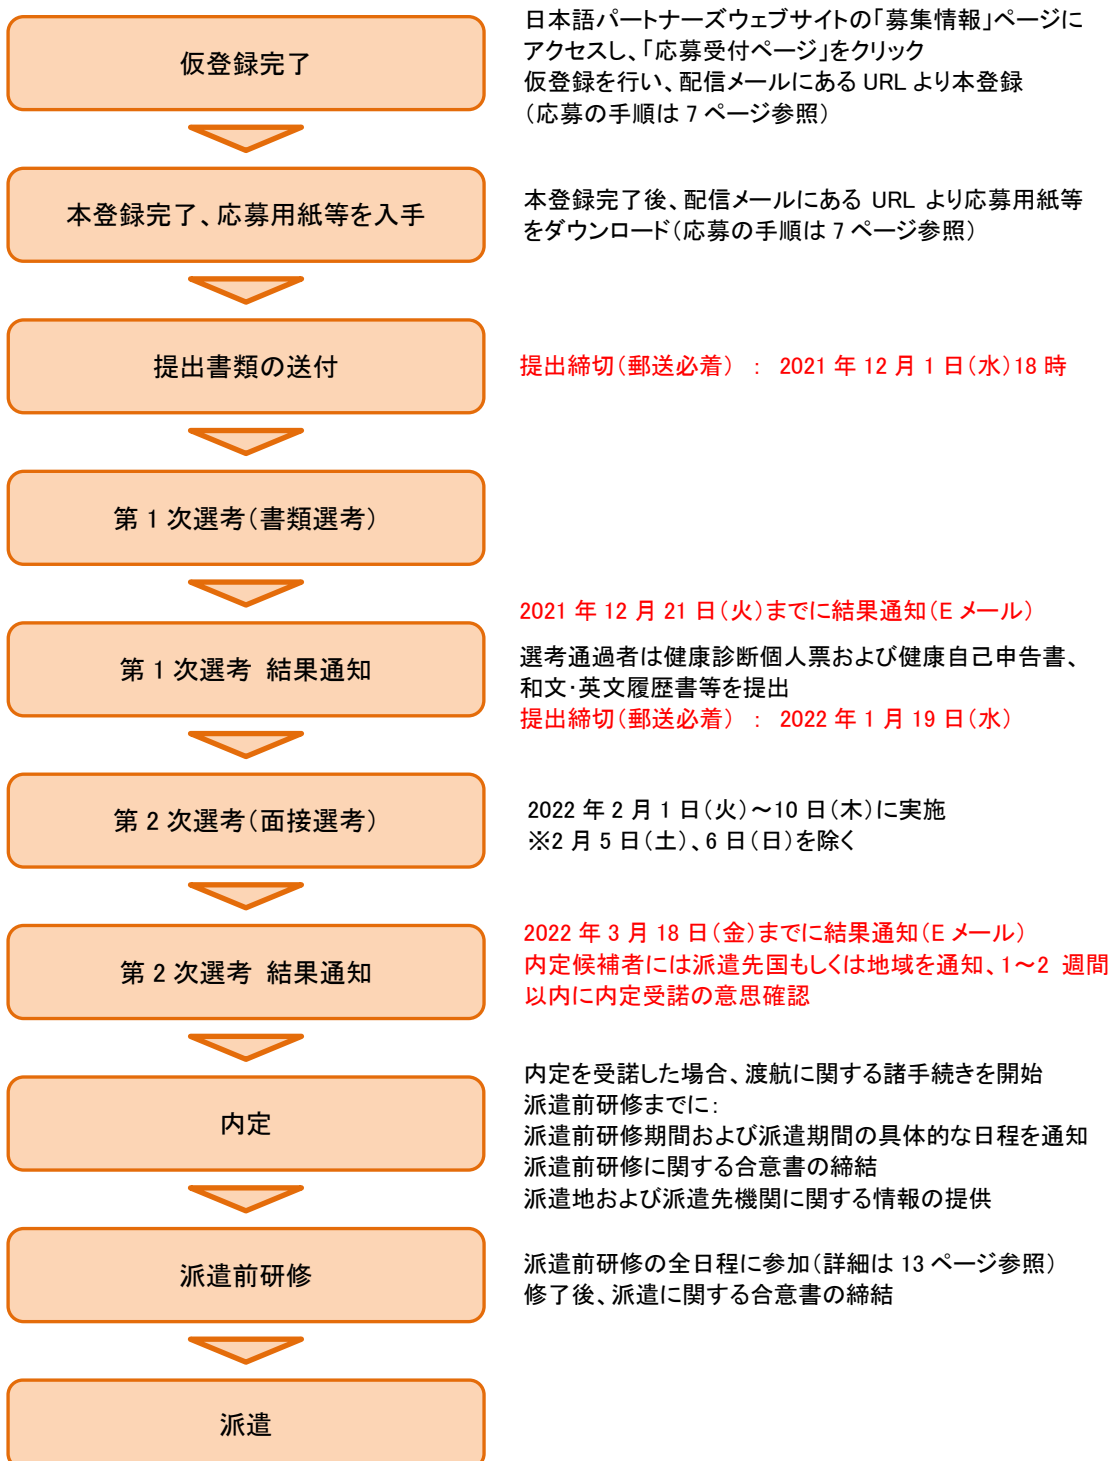 仮登録完了
日本語パートナーズウェブサイトの「募集情報」ページに
アクセスし、「応募受付ページ」をクリック
仮登録を行い、配信メールにある URL より本登録
（応募の手順は 7 ページ参照）
本登録完了、応募用紙等を入手
本登録完了後、配信メールにある URL より応募用紙等
をダウンロード（応募の手順は 7 ページ参照）
提出書類の送付
提出締切（郵送必着） ： 2021 年 12 月 1 日（水）18 時
第 1 次選考（書類選考）
第 1 次選考 結果通知
2021 年 12 月 21 日（火）までに結果通知（E メール）
選考通過者は健康診断個人票および健康自己申告書、
和文・英文履歴書等を提出
提出締切（郵送必着） ： 2022 年 1 月 19 日（水）
第 2 次選考（面接選考）
2022 年 2 月 1 日（火）～10 日（木）に実施
※2 月 5 日（土）、6 日（日）を除く
第 2 次選考 結果通知
2022 年 3 月 18 日（金）までに結果通知（E メール）
内定候補者には派遣先国もしくは地域を通知、1～2 週間
以内に内定受諾の意思確認
内定
内定を受諾した場合、渡航に関する諸手続きを開始
派遣前研修までに：
派遣前研修期間および派遣期間の具体的な日程を通知
派遣前研修に関する合意書の締結
派遣地および派遣先機関に関する情報の提供
派遣前研修
派遣前研修の全日程に参加（詳細は 13 ページ参照）
修了後、派遣に関する合意書の締結
派遣